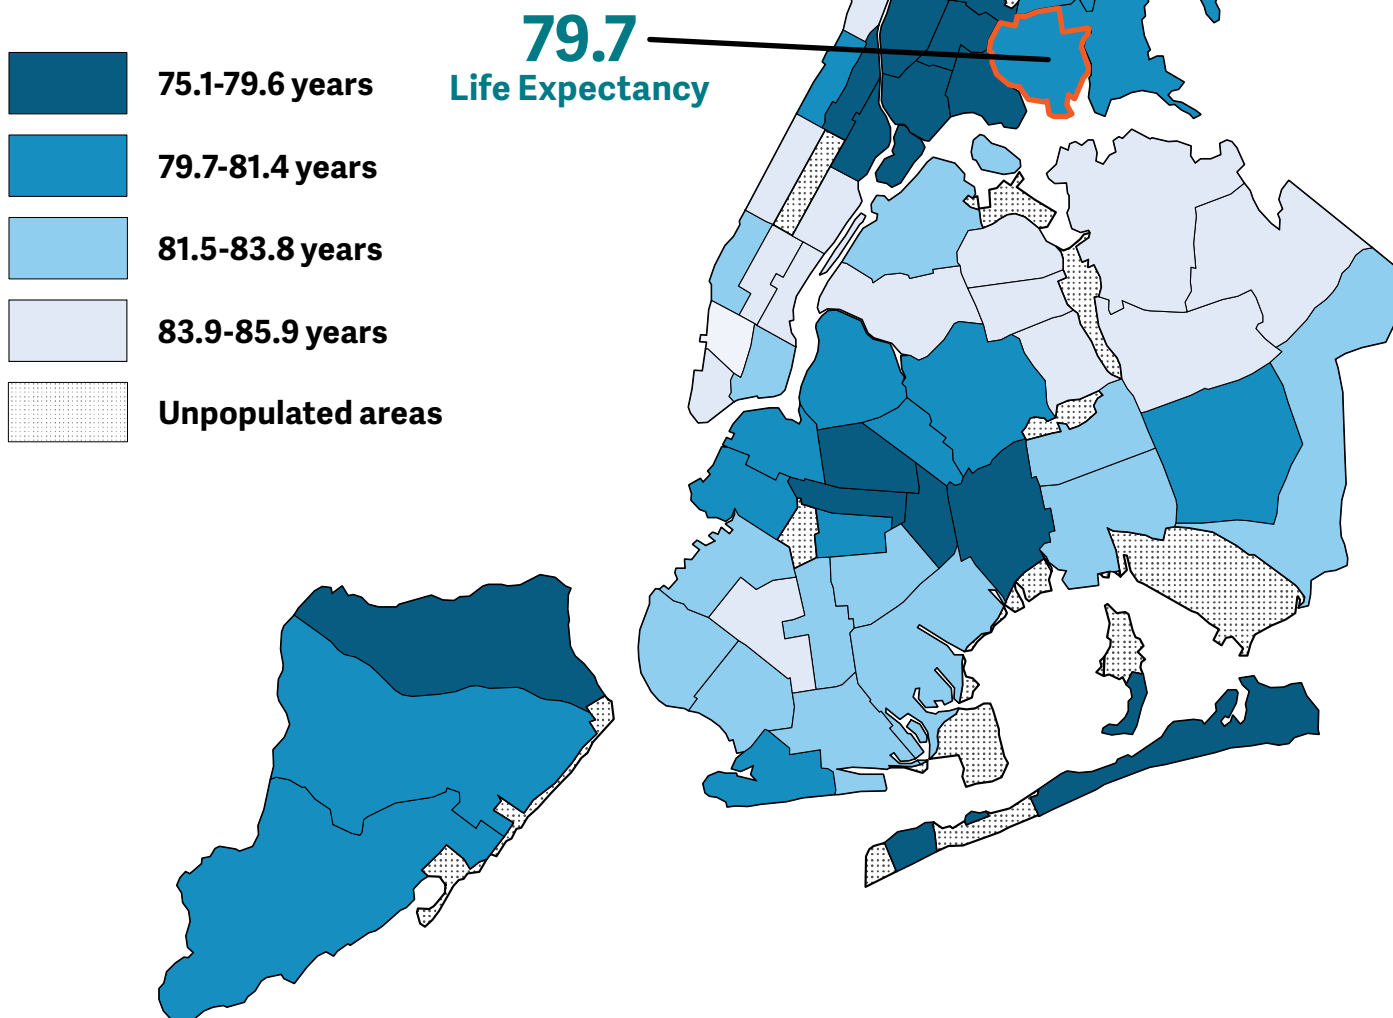 79.7
Life Expectancy
75.1-79.6 years
79.7-81.4 years
81.5-83.8 years
83.9-85.9 years
Unpopulated areas